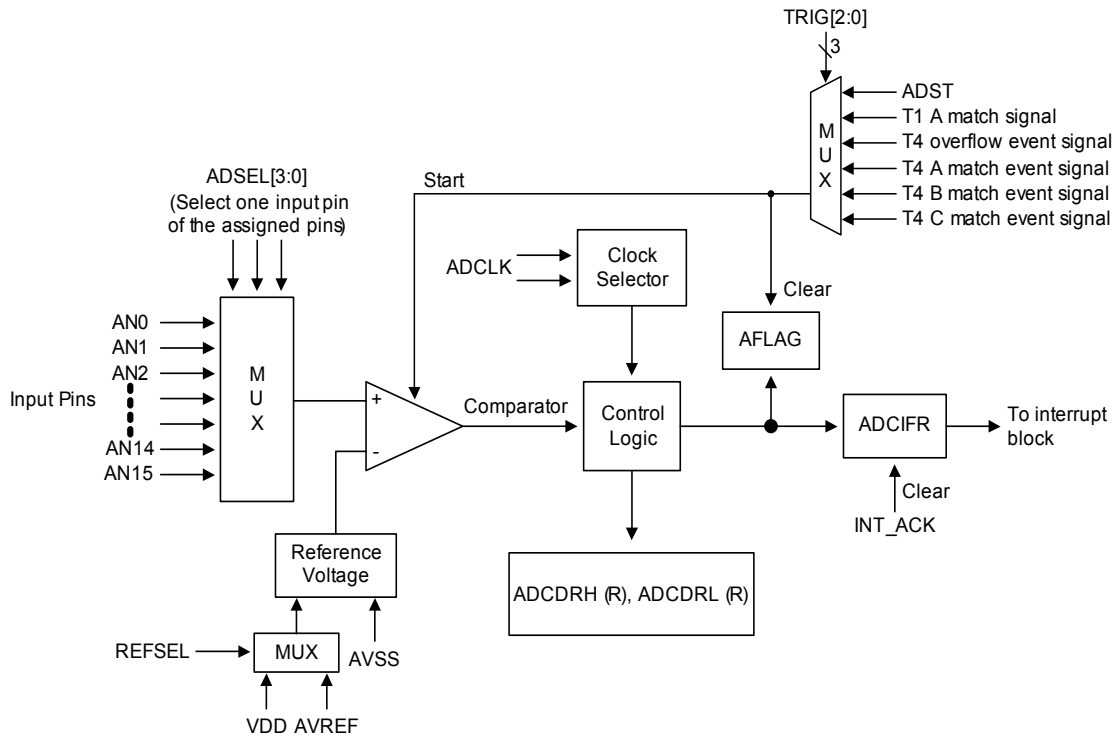 TRIG[2:0]
3
ADST
T1 A match signal
T4 overflow event signal
T4 A match event signal
T4 B match event signal
T4 C match event signal
M
U
X
Start
ADSEL[3:0]
(Select one input pin
of the assigned pins)
ADCLK
Clock
Selector
Clear
AFLAG
AN0
AN1
AN2
Input Pins
AN14
AN15
M
U
X
+
-
Comparator
Control
Logic
ADCIFR
To interrupt
block
Clear
INT_ACK
Reference
Voltage
ADCDRH (R), ADCDRL (R)
REFSEL
MUX
AVSS
VDD
AVREF